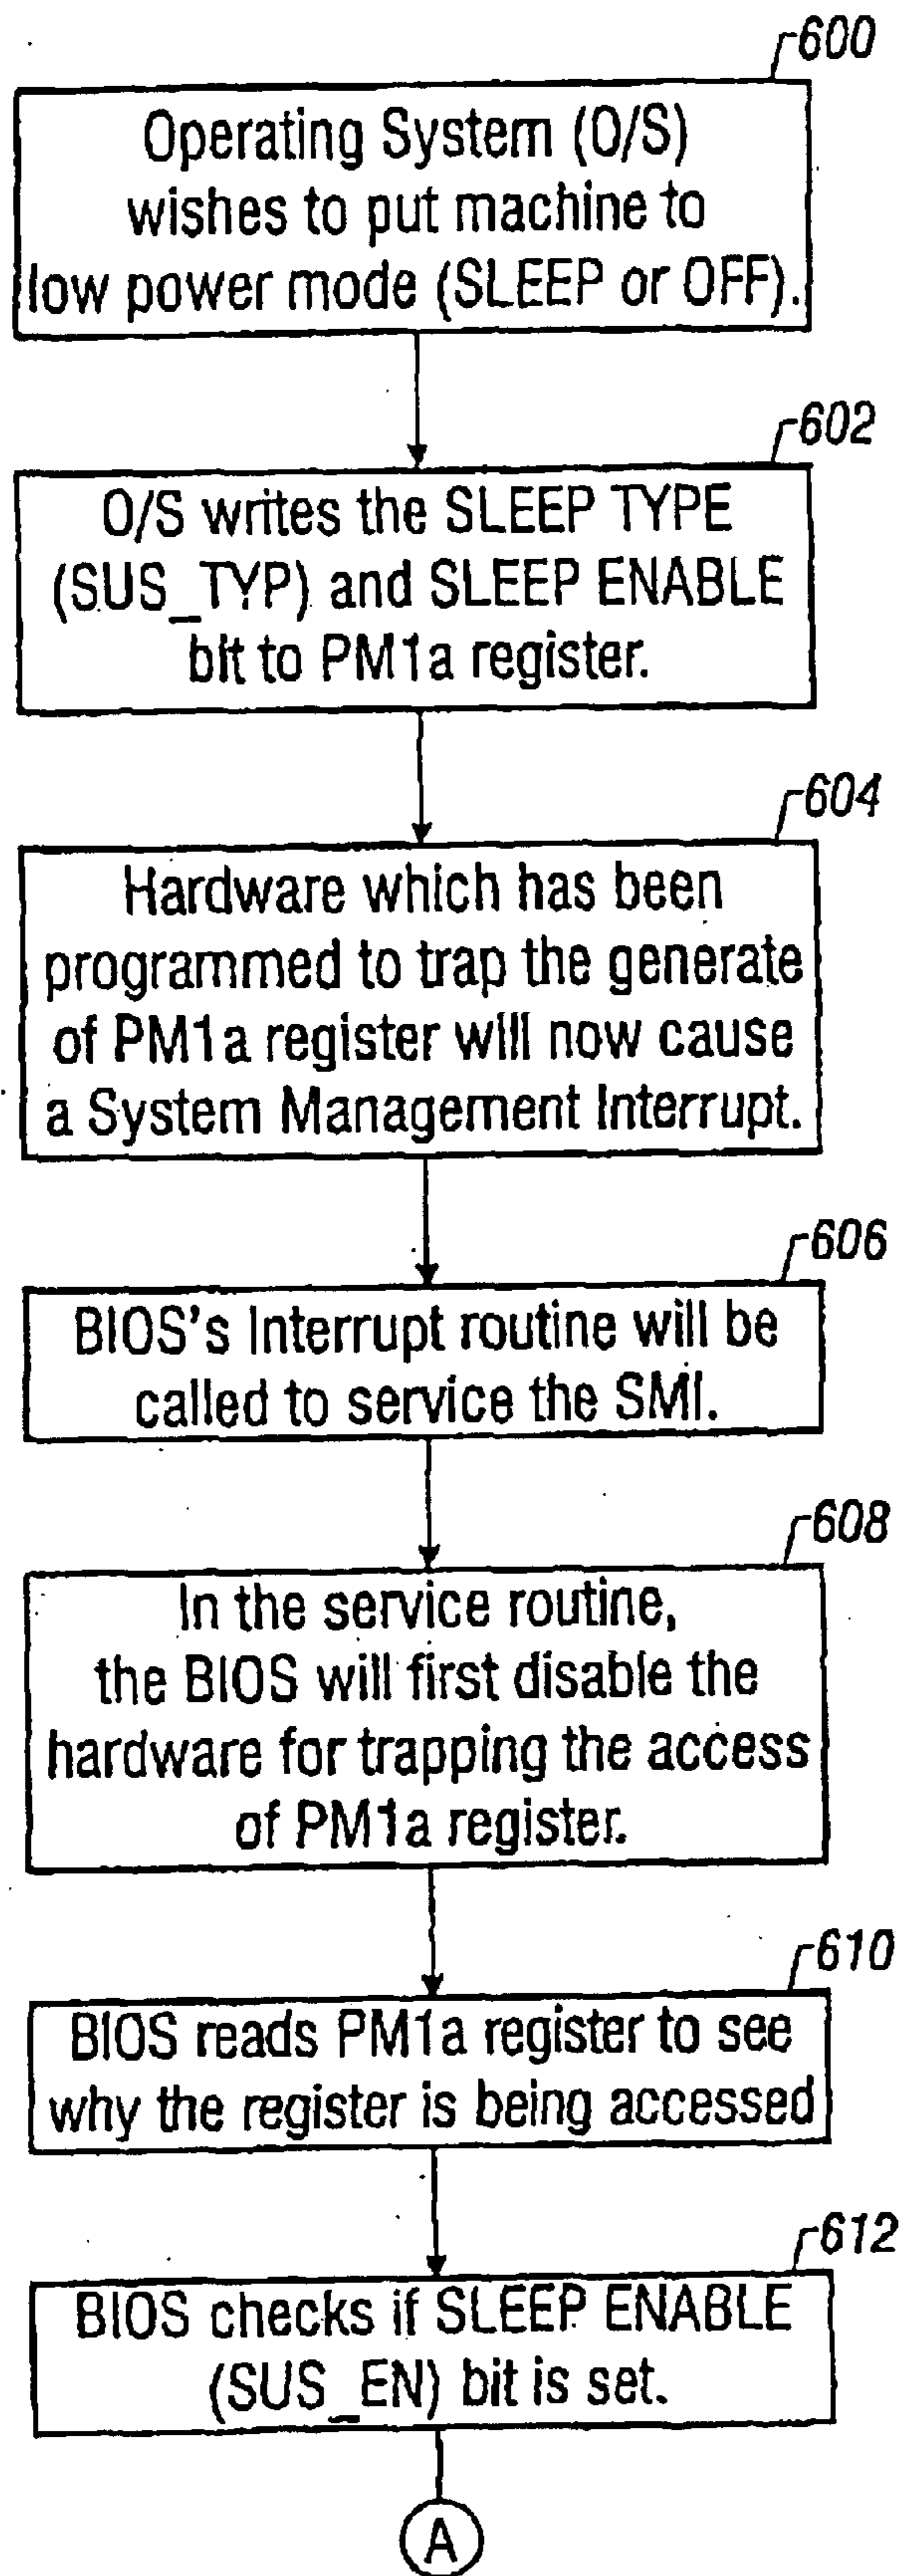 600
Operating System (O/S)
wishes to put machine to
low power mode (SLEEP or OFF).
602
O/S writes the SLEEP TYPE
(SUS_TYP) and SLEEP ENABLE
bit to PM1a register.
604
Hardware which has been
programmed to trap the generate
of PM1a register will now cause
a System Management Interrupt.
606
BIOS's Interrupt routine will be
called to service the SMI.
608
In the service routine,
the BIOS will first disable the
hardware for trapping the access
of PM1a register.
610
BIOS reads PM1a register to see
why the register is being accessed
612
BIOS checks if SLEEP ENABLE
(SUS_EN) bit is set.
A